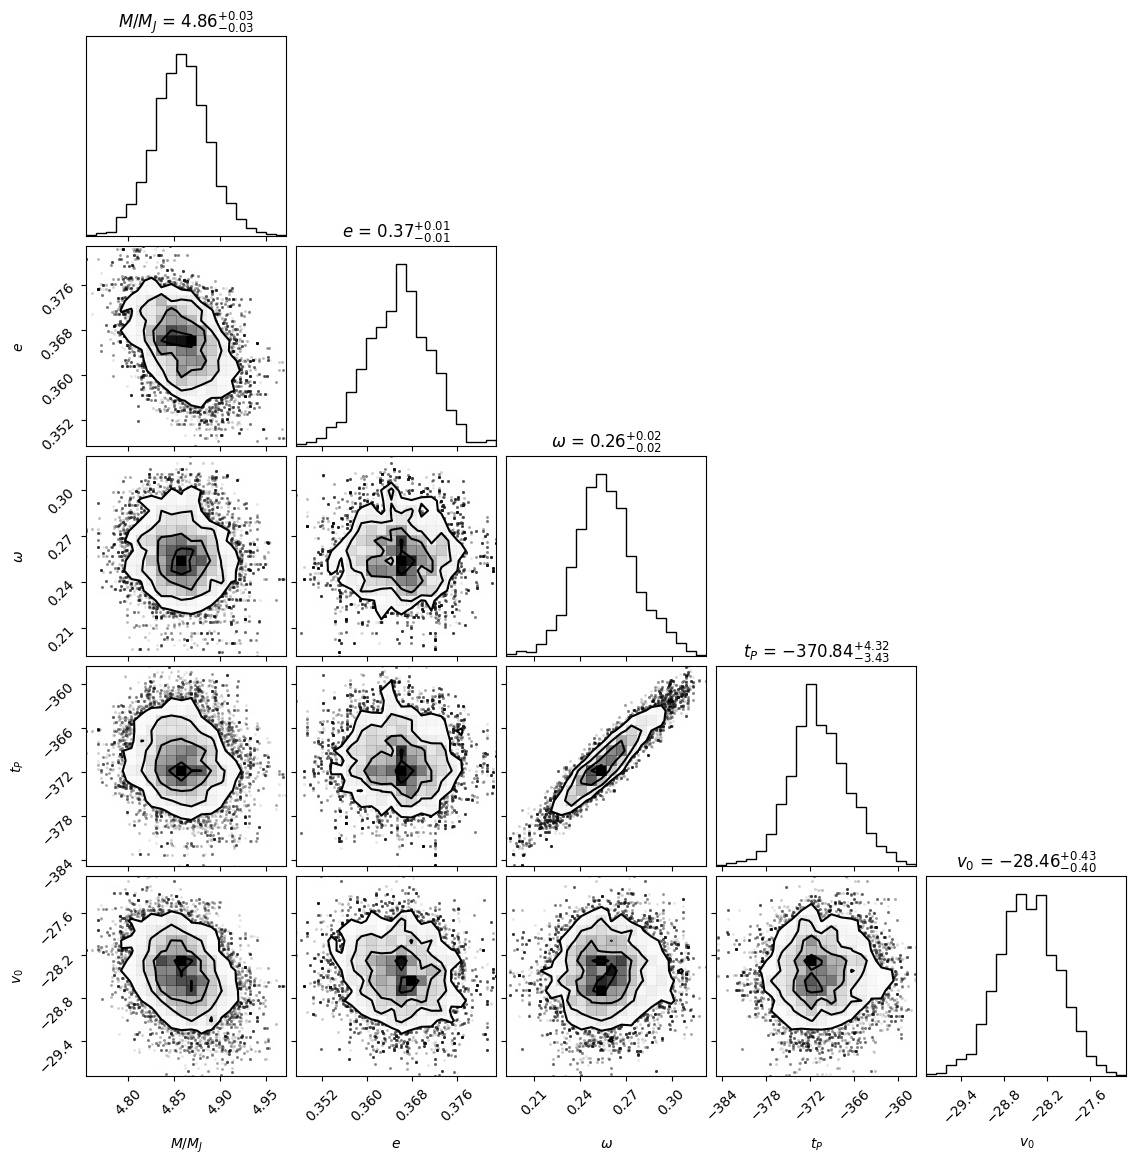 M/M_J = 4.86^{+0.03}_{-0.03}
e = 0.37^{+0.01}_{-0.01}
0.376
0.368
0.360
0.352
e
ω = 0.26^{+0.02}_{-0.02}
0.30
0.27
0.24
0.21
ω
t_P = −370.84^{+4.32}_{-3.43}
−360
−366
−372
−378
−384
t_P
v_0 = −28.46^{+0.43}_{-0.40}
−27.6
−28.2
−28.8
−29.4
v_0
4.80 4.85 4.90 4.95 0.352 0.360 0.368 0.376 0.21 0.24 0.27 0.30 −384 −378 −372 −366 −360 −29.4 −28.8 −28.2 −27.6
M/M_J e ω t_P v_0